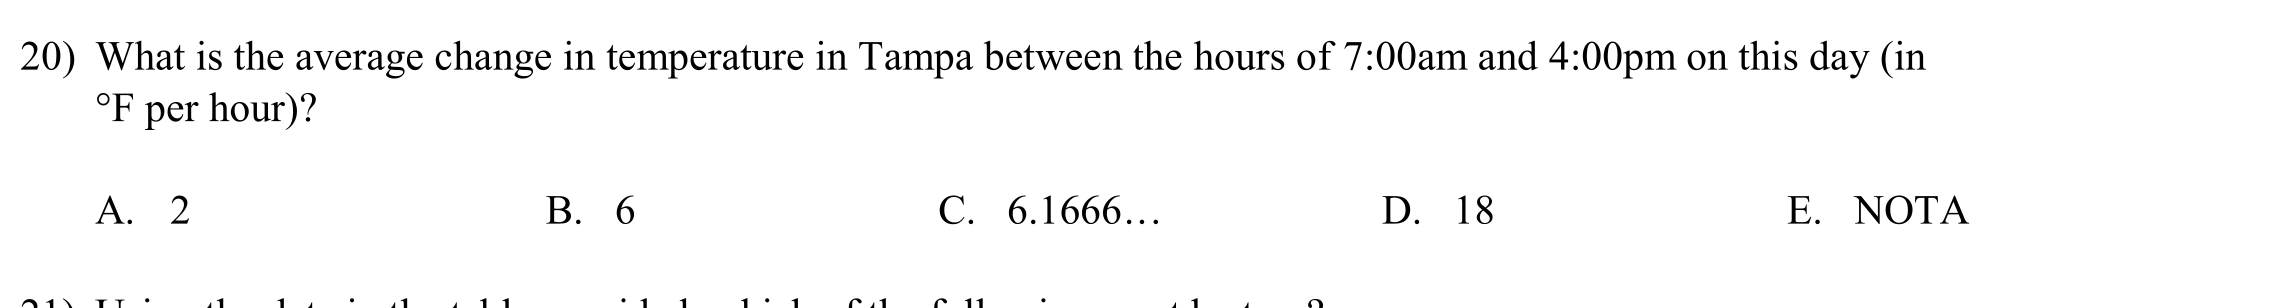 20) What is the average change in temperature in Tampa between the hours of 7:00am and 4:00pm on this day (in
°F per hour)?
A. 2 B. 6 C. 6.1666… D. 18 E. NOTA